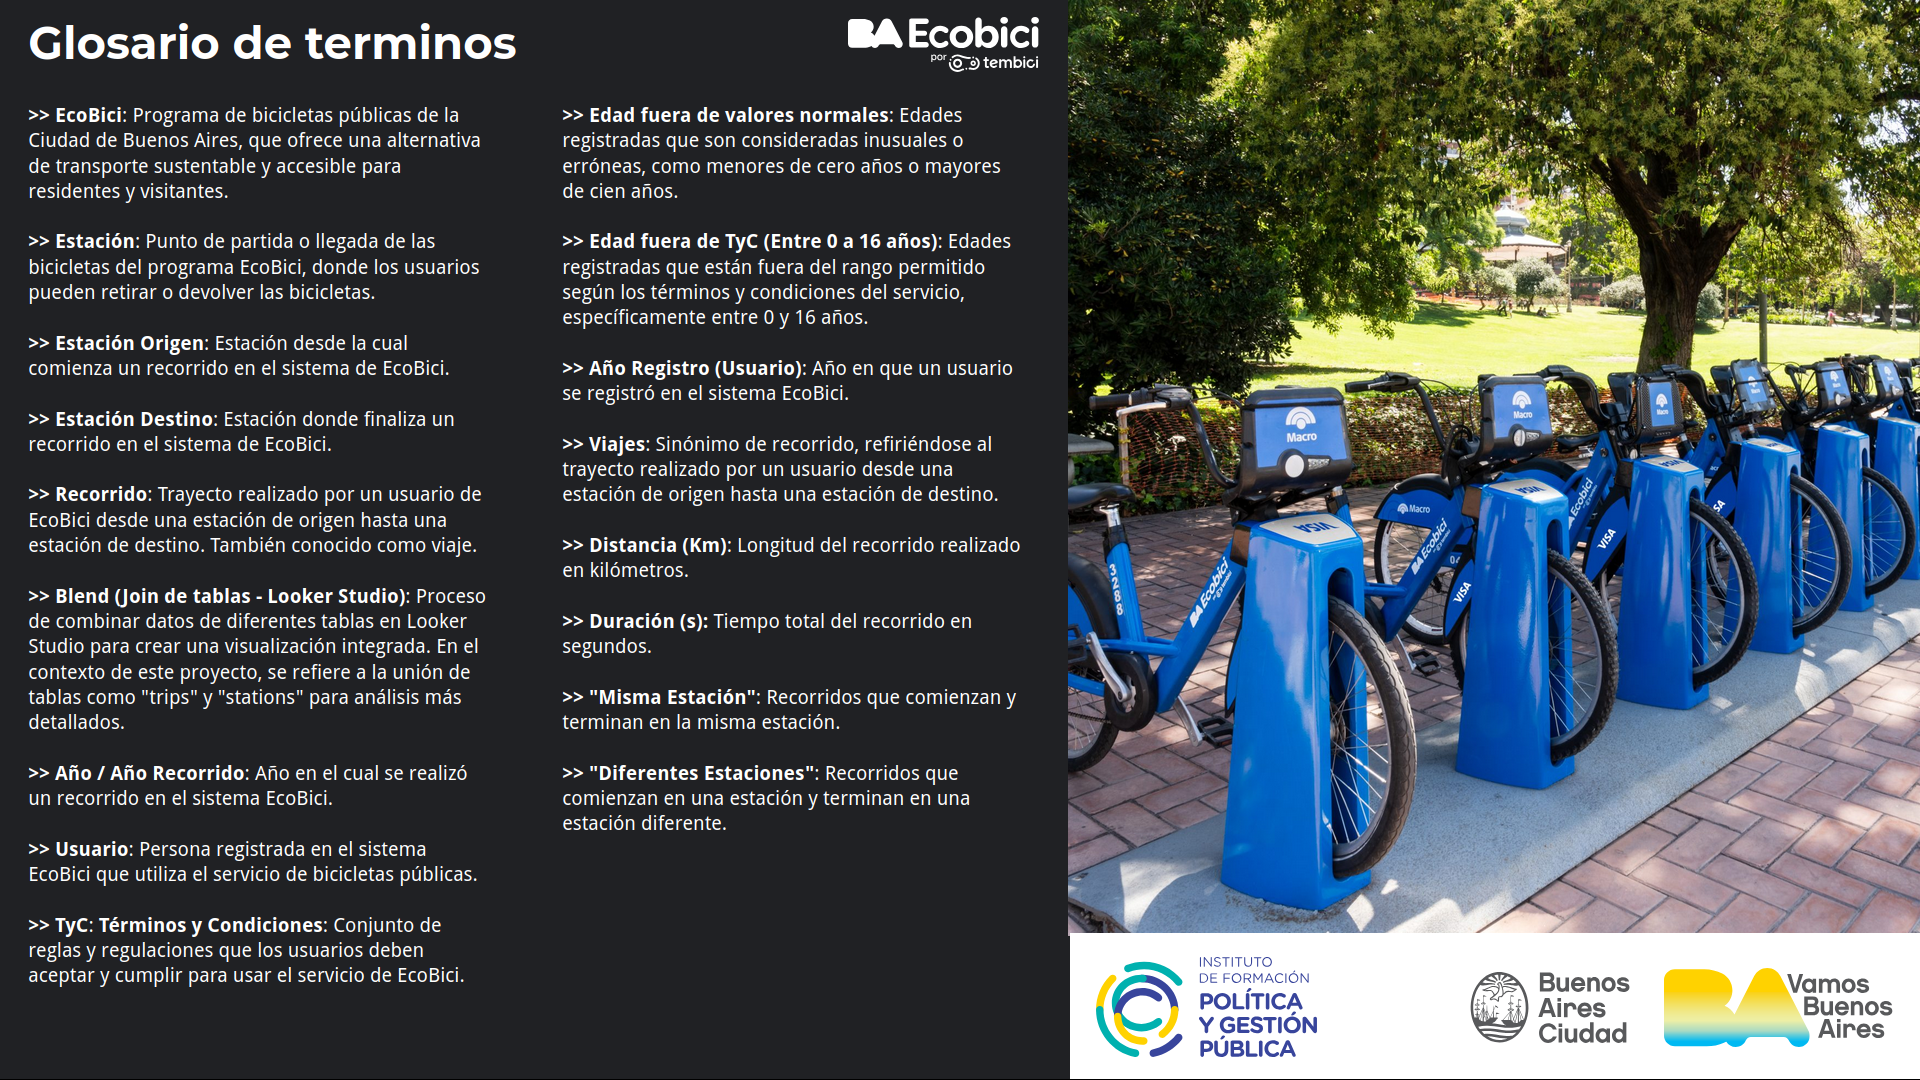 Glosario de terminos
BA Ecobici
por tembici
>> EcoBici: Programa de bicicletas públicas de la
Ciudad de Buenos Aires, que ofrece una alternativa
de transporte sustentable y accesible para
residentes y visitantes.
>> Estación: Punto de partida o llegada de las
bicicletas del programa EcoBici, donde los usuarios
pueden retirar o devolver las bicicletas.
>> Estación Origen: Estación desde la cual
comienza un recorrido en el sistema de EcoBici.
>> Estación Destino: Estación donde finaliza un
recorrido en el sistema de EcoBici.
>> Recorrido: Trayecto realizado por un usuario de
EcoBici desde una estación de origen hasta una
estación de destino. También conocido como viaje.
>> Blend (Join de tablas - Looker Studio): Proceso
de combinar datos de diferentes tablas en Looker
Studio para crear una visualización integrada. En el
contexto de este proyecto, se refiere a la unión de
tablas como "trips" y "stations" para análisis más
detallados.
>> Año / Año Recorrido: Año en el cual se realizó
un recorrido en el sistema EcoBici.
>> Usuario: Persona registrada en el sistema
EcoBici que utiliza el servicio de bicicletas públicas.
>> TyC: Términos y Condiciones: Conjunto de
reglas y regulaciones que los usuarios deben
aceptar y cumplir para usar el servicio de EcoBici.
>> Edad fuera de valores normales: Edades
registradas que son consideradas inusuales o
erróneas, como menores de cero años o mayores
de cien años.
>> Edad fuera de TyC (Entre 0 a 16 años): Edades
registradas que están fuera del rango permitido
según los términos y condiciones del servicio,
específicamente entre 0 y 16 años.
>> Año Registro (Usuario): Año en que un usuario
se registró en el sistema EcoBici.
>> Viajes: Sinónimo de recorrido, refiriéndose al
trayecto realizado por un usuario desde una
estación de origen hasta una estación de destino.
>> Distancia (Km): Longitud del recorrido realizado
en kilómetros.
>> Duración (s): Tiempo total del recorrido en
segundos.
>> "Misma Estación": Recorridos que comienzan y
terminan en la misma estación.
>> "Diferentes Estaciones": Recorridos que
comienzan en una estación y terminan en una
estación diferente.
Macro
Macro
Macro
Macro
VISA
VISA
VISA
VISA
VISA
VISA
BA Ecobici
BA Ecobici
Ecobici
3288
INSTITUTO
DE FORMACIÓN
POLÍTICA
Y GESTIÓN
PÚBLICA
Buenos
Aires
Ciudad
BA
Vamos
Buenos
Aires